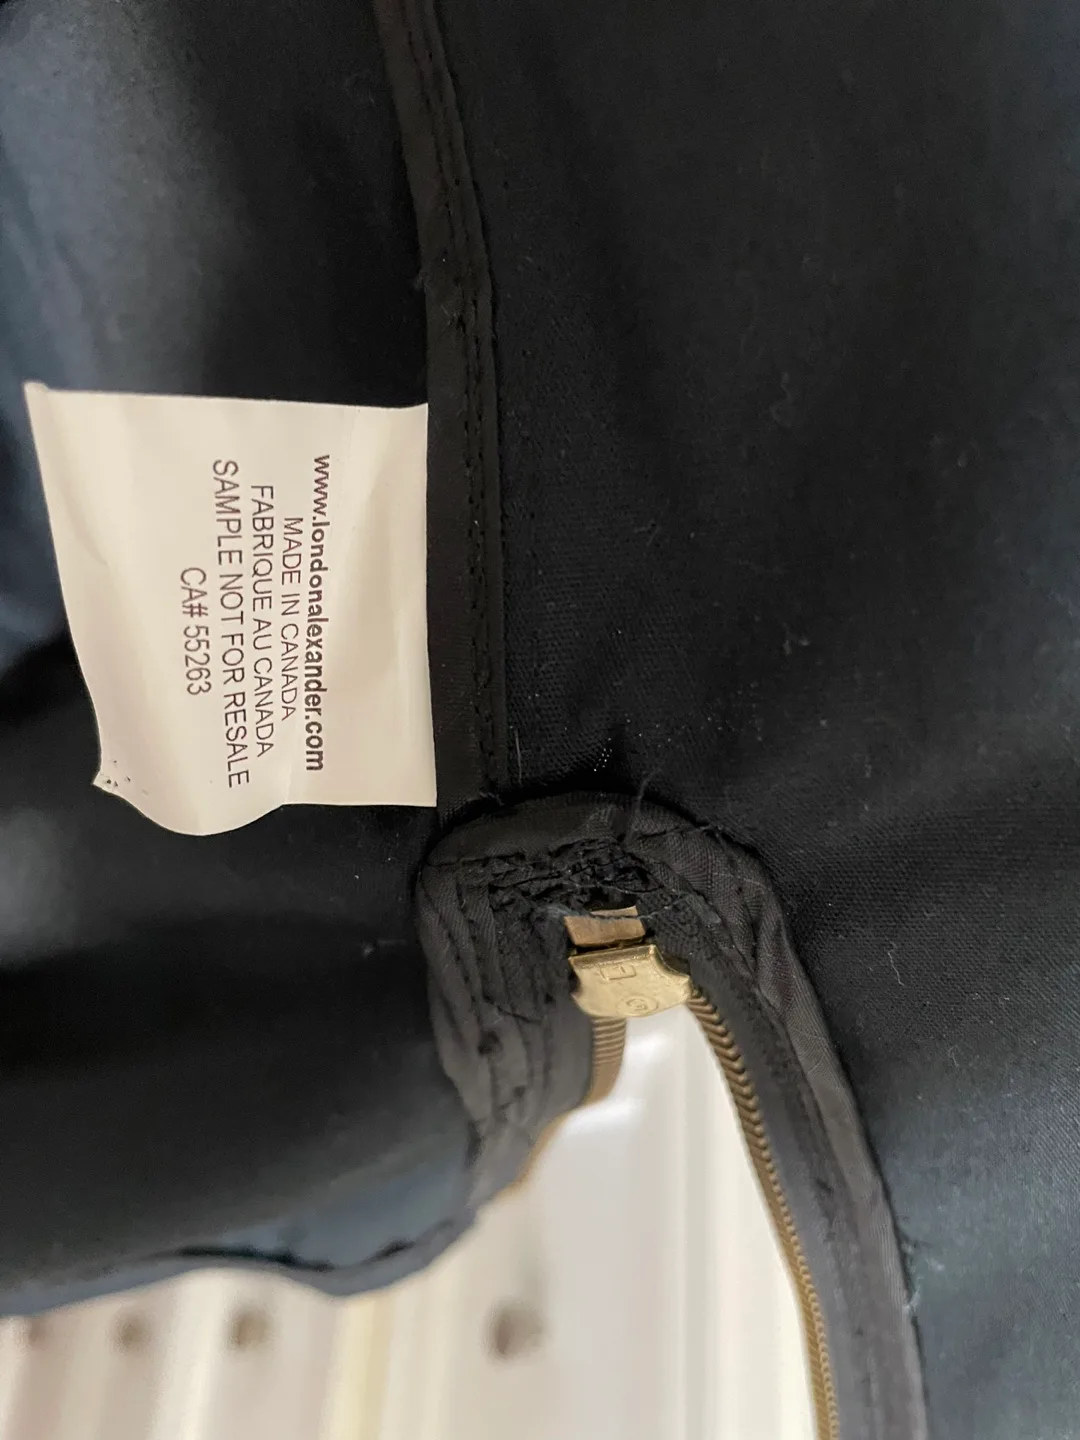 www.londonalexander.com
MADE IN CANADA
FABRIQUE AU CANADA
SAMPLE NOT FOR RESALE
CA# 55263